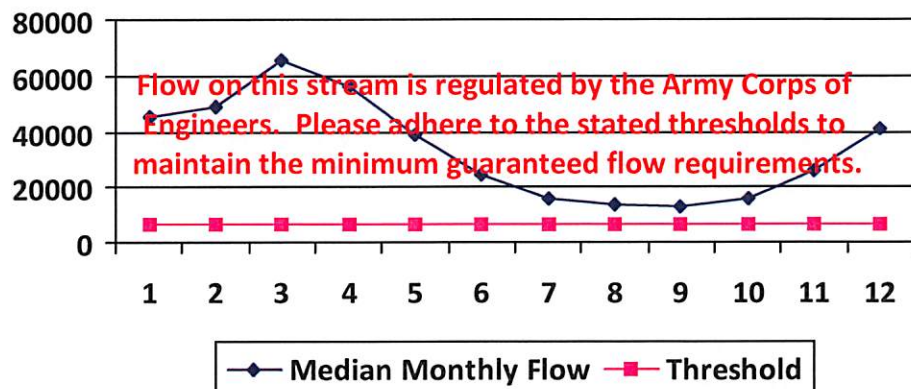 80000
60000
40000
20000
0
Flow on this stream is regulated by the Army Corps of
Engineers. Please adhere to the stated thresholds to
maintain the minimum guaranteed flow requirements.
1 2 3 4 5 6 7 8 9 10 11 12
Median Monthly Flow Threshold